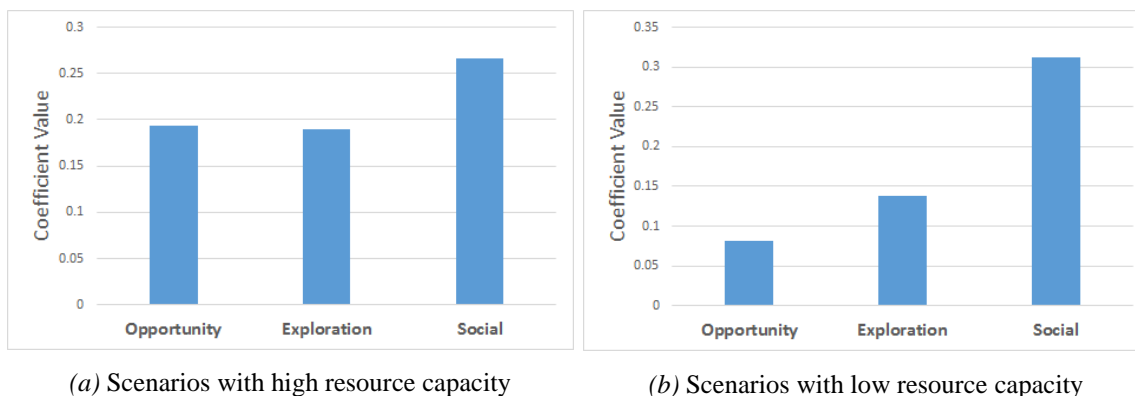 0.3
0.25
0.2
0.15
0.1
0.05
0
Coefficient Value
Opportunity Exploration Social
(a) Scenarios with high resource capacity
0.35
0.3
0.25
0.2
0.15
0.1
0.05
0
Coefficient Value
Opportunity Exploration Social
(b) Scenarios with low resource capacity